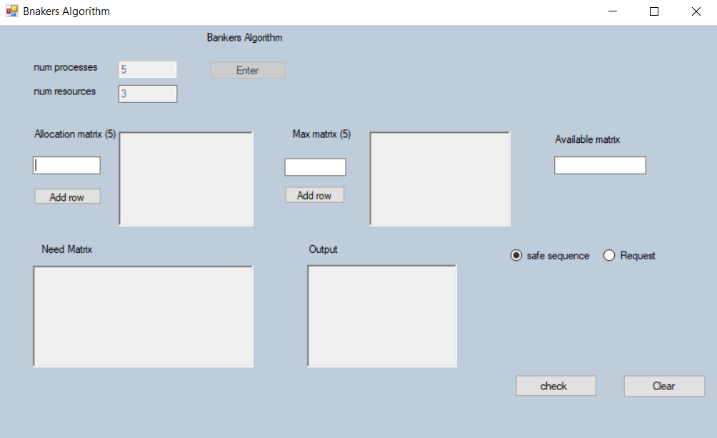 Bnakers Algorithm
Bankers Algorithm
num processes 5 Enter
num resources 3
Allocation matrix (5) Max matrix (5) Available matrix
Add row Add row
Need Matrix Output safe sequence Request
check Clear